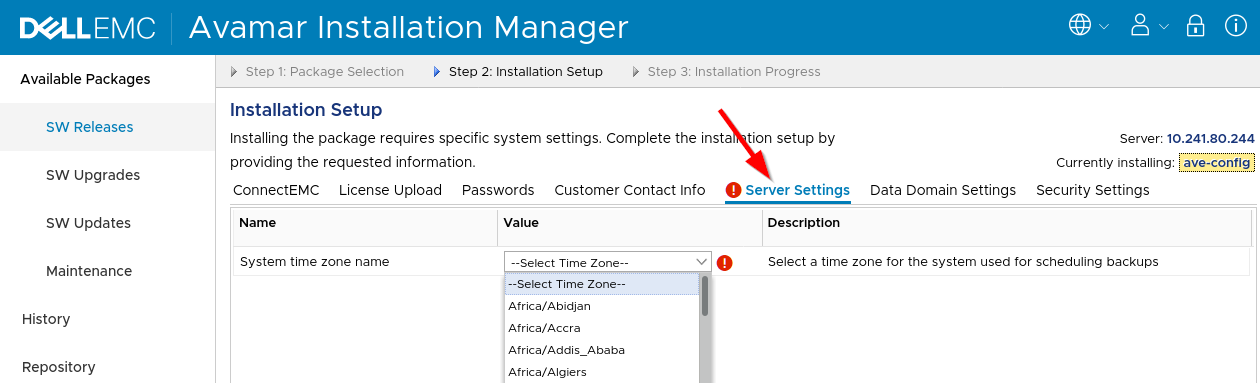 DELLEMC Avamar Installation Manager
Available Packages
SW Releases
SW Upgrades
SW Updates
Maintenance
History
Repository
Step 1: Package Selection Step 2: Installation Setup Step 3: Installation Progress
Installation Setup
Installing the package requires specific system settings. Complete the installation setup by
providing the requested information.
Server: 10.241.80.244
Currently installing: ave-config
ConnectEMC License Upload Passwords Customer Contact Info Server Settings Data Domain Settings Security Settings
Name Value Description
System time zone name --Select Time Zone-- Select a time zone for the system used for scheduling backups
--Select Time Zone--
Africa/Abidjan
Africa/Accra
Africa/Addis_Ababa
Africa/Algiers